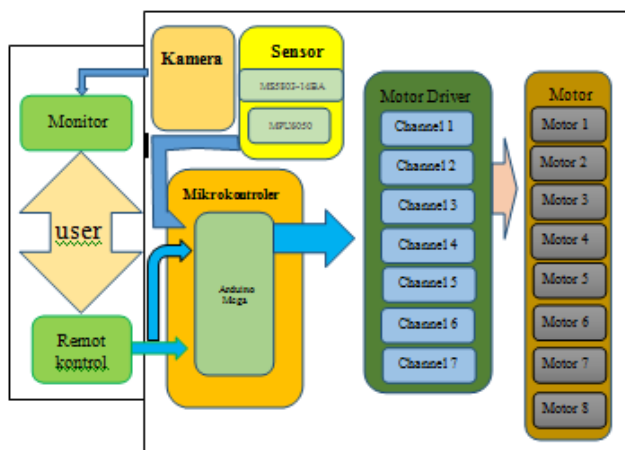 Kamera
Sensor
MS5803-14BA
MPU6050
Monitor
user
Remot
kontrol
Mikrokontroler
Arduino
Mega
Motor Driver
Channel 1
Channel 2
Channel 3
Channel 4
Channel 5
Channel 6
Channel 7
Motor
Motor 1
Motor 2
Motor 3
Motor 4
Motor 5
Motor 6
Motor 7
Motor 8